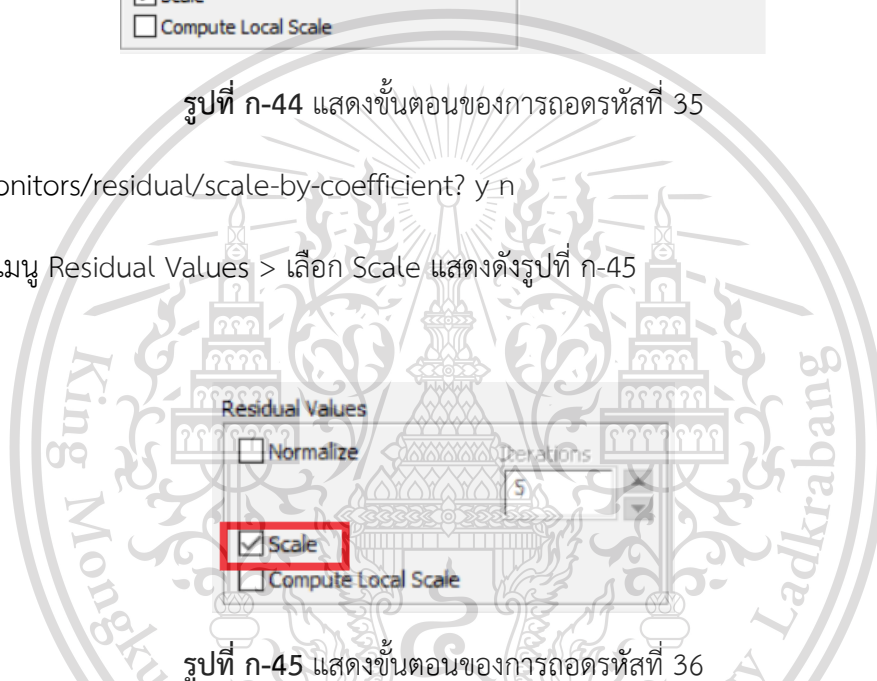 Scale
Compute Local Scale
รูปที่ ก-44 แสดงขั้นตอนของการถอดรหัสที่ 35
onitors/residual/scale-by-coefficient? y n
เมนู Residual Values > เลือก Scale แสดงดังรูปที่ ก-45
Residual Values
Normalize
Iterations
5
Scale
Compute Local Scale
รูปที่ ก-45 แสดงขั้นตอนของการถอดรหัสที่ 36
King Mongku
Ladkrabang